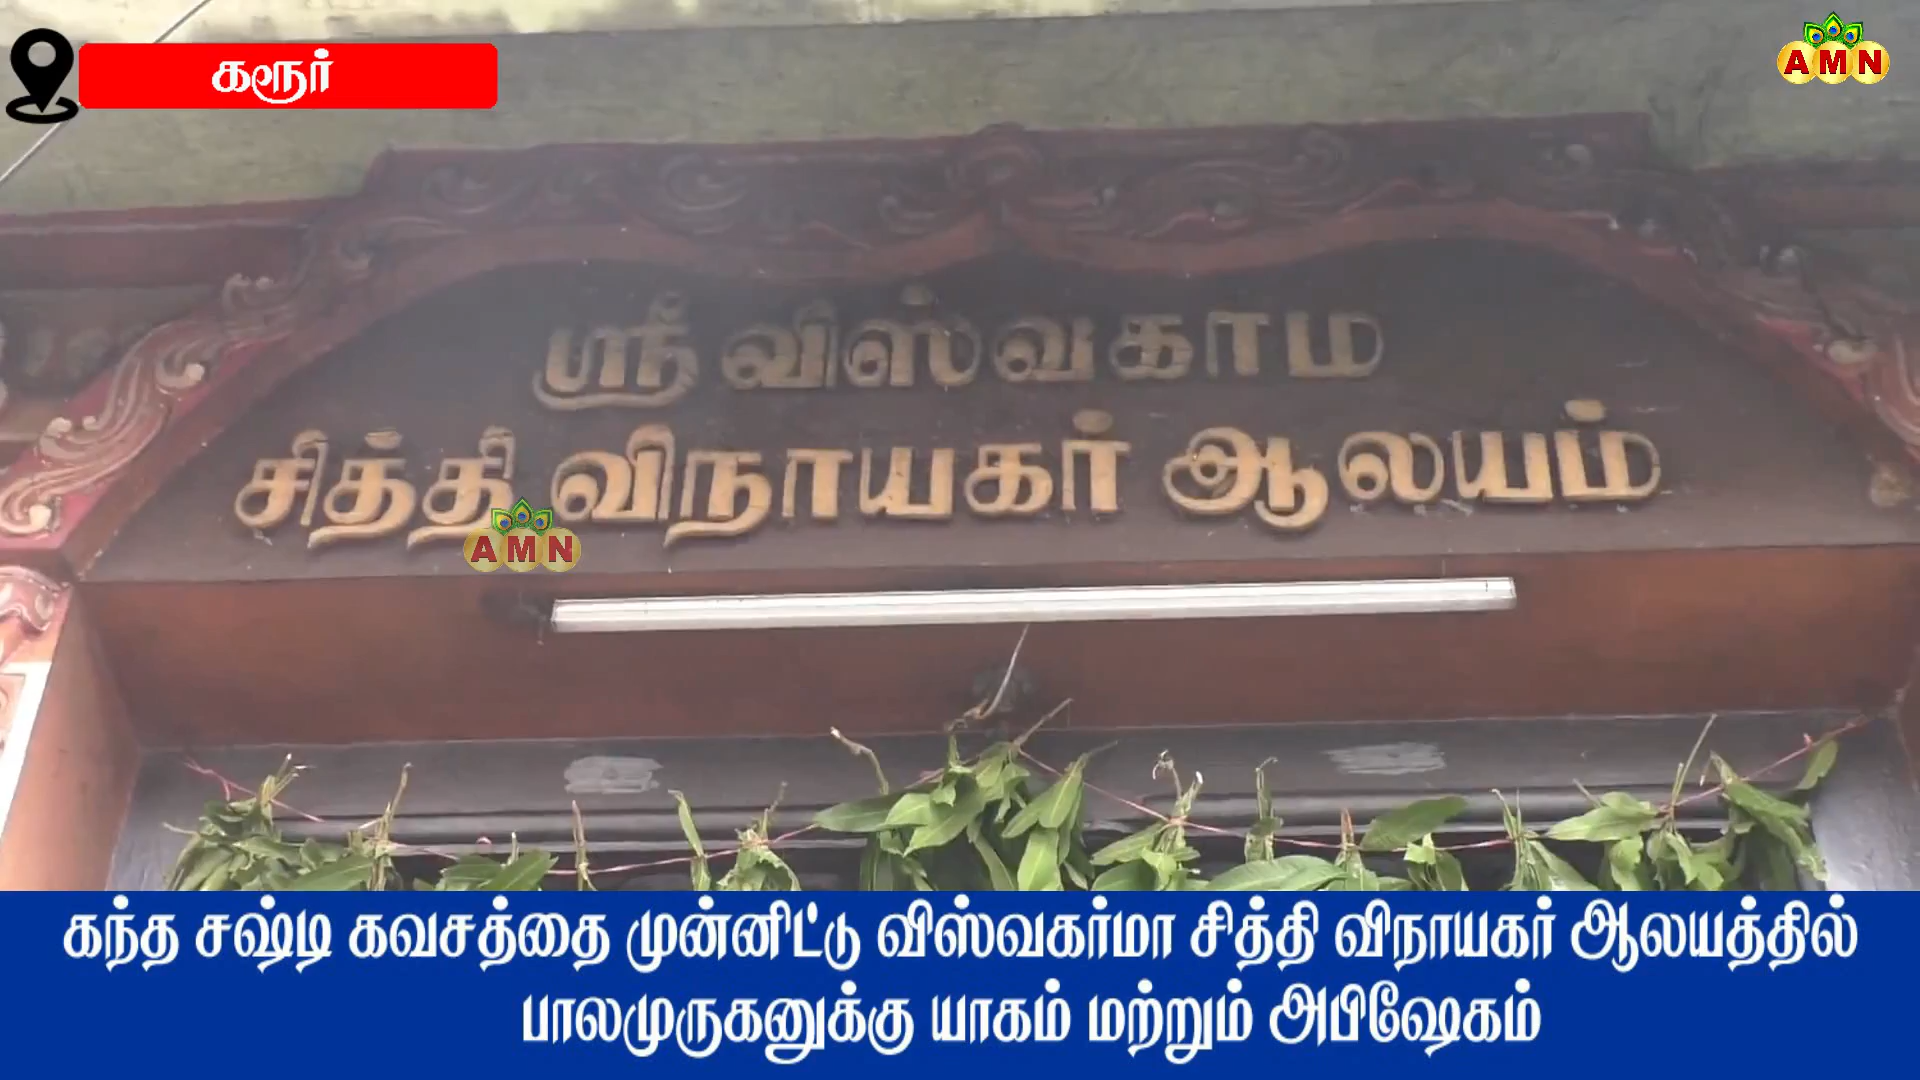 கரூர்
AMN
ஸ்ரீ விஸ்வகாம
சித்தி விநாயகர் ஆலயம்
AMN
கந்த சஷ்டி கவசத்தை முன்னிட்டு விஸ்வகர்மா சித்தி விநாயகர் ஆலயத்தில்
பாலமுருகனுக்கு யாகம் மற்றும் அபிஷேகம்